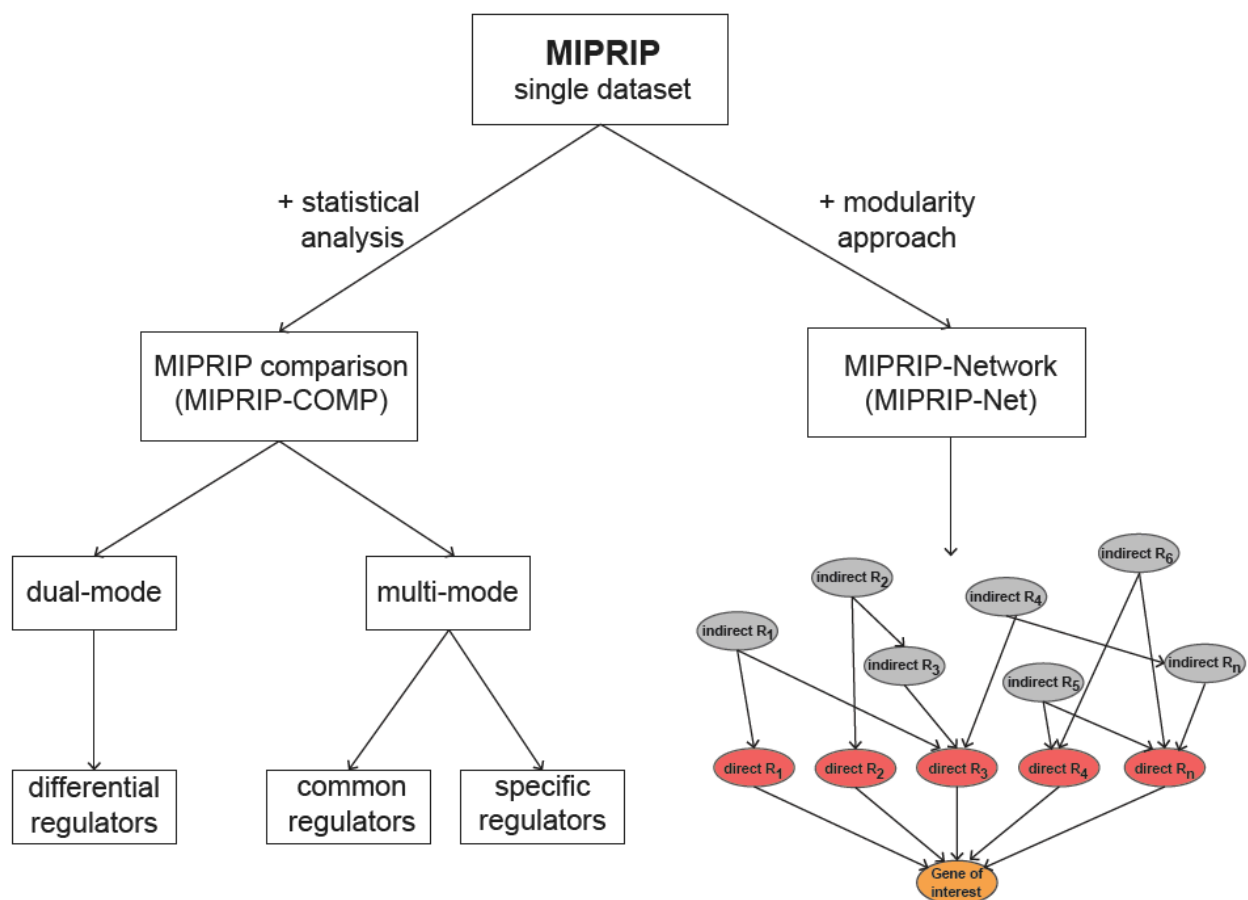 MIPRIP
single dataset
+ statistical
analysis
+ modularity
approach
MIPRIP comparison
(MIPRIP-COMP)
MIPRIP-Network
(MIPRIP-Net)
dual-mode
multi-mode
differential
regulators
common
regulators
specific
regulators
indirect R6
indirect R2
indirect R4
indirect R1
indirect R3
indirect Rn
indirect R5
direct R1
direct R2
direct R3
direct R4
direct Rn
Gene of
interest